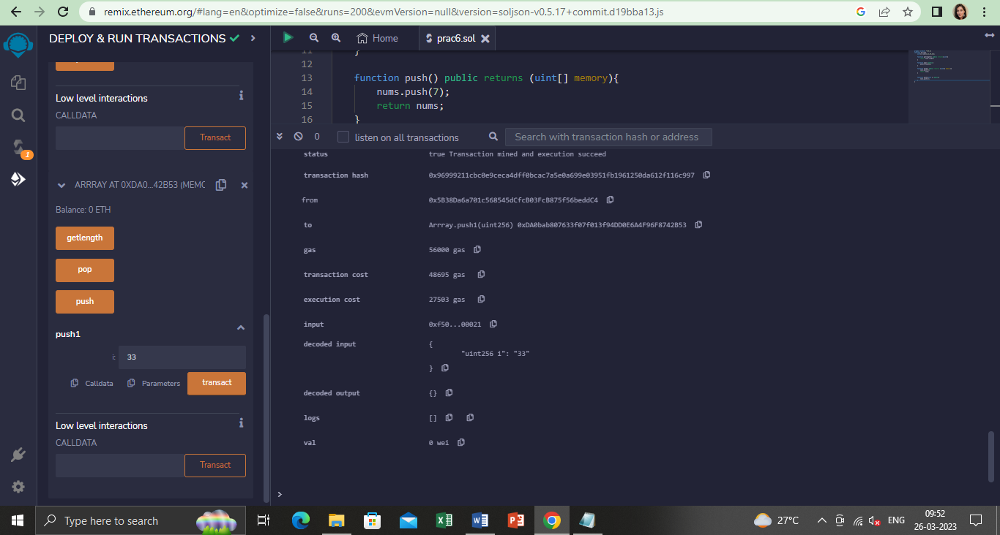 remix.ethereum.org/#lang=en&optimize=false&runs=200&evmVersion=null&version=soljson-v0.5.17+commit.d19bba13.js
DEPLOY & RUN TRANSACTIONS
Home
prac6.sol
11 }
12
13 function push() public returns (uint[] memory){
14 nums.push(7);
15 return nums;
16 }
0
listen on all transactions
Search with transaction hash or address
Low level interactions
i
CALLDATA
Transact
1
ARRRAY AT 0XDA0...42B53 (MEMC
Balance: 0 ETH
getlength
pop
push
push1
i: 33
Calldata
Parameters
transact
Low level interactions
i
CALLDATA
Transact
status true Transaction mined and execution succeed
transaction hash 0x96999211cbc0e9ceca4dff0bcac7a5e0a699e03951fb1961250da612f116c997
from 0x5B38Da6a701c568545dCfcB03FcB875f56beddC4
to Arrray.push1(uint256) 0xDA0bab807633f07f013f94DD0E6A4F96F8742B53
gas 56000 gas
transaction cost 48695 gas
execution cost 27503 gas
input 0xf50...00021
decoded input {
"uint256 i": "33"
}
decoded output {}
logs []
val 0 wei
>
Type here to search
27°C
ENG
09:52
26-03-2023